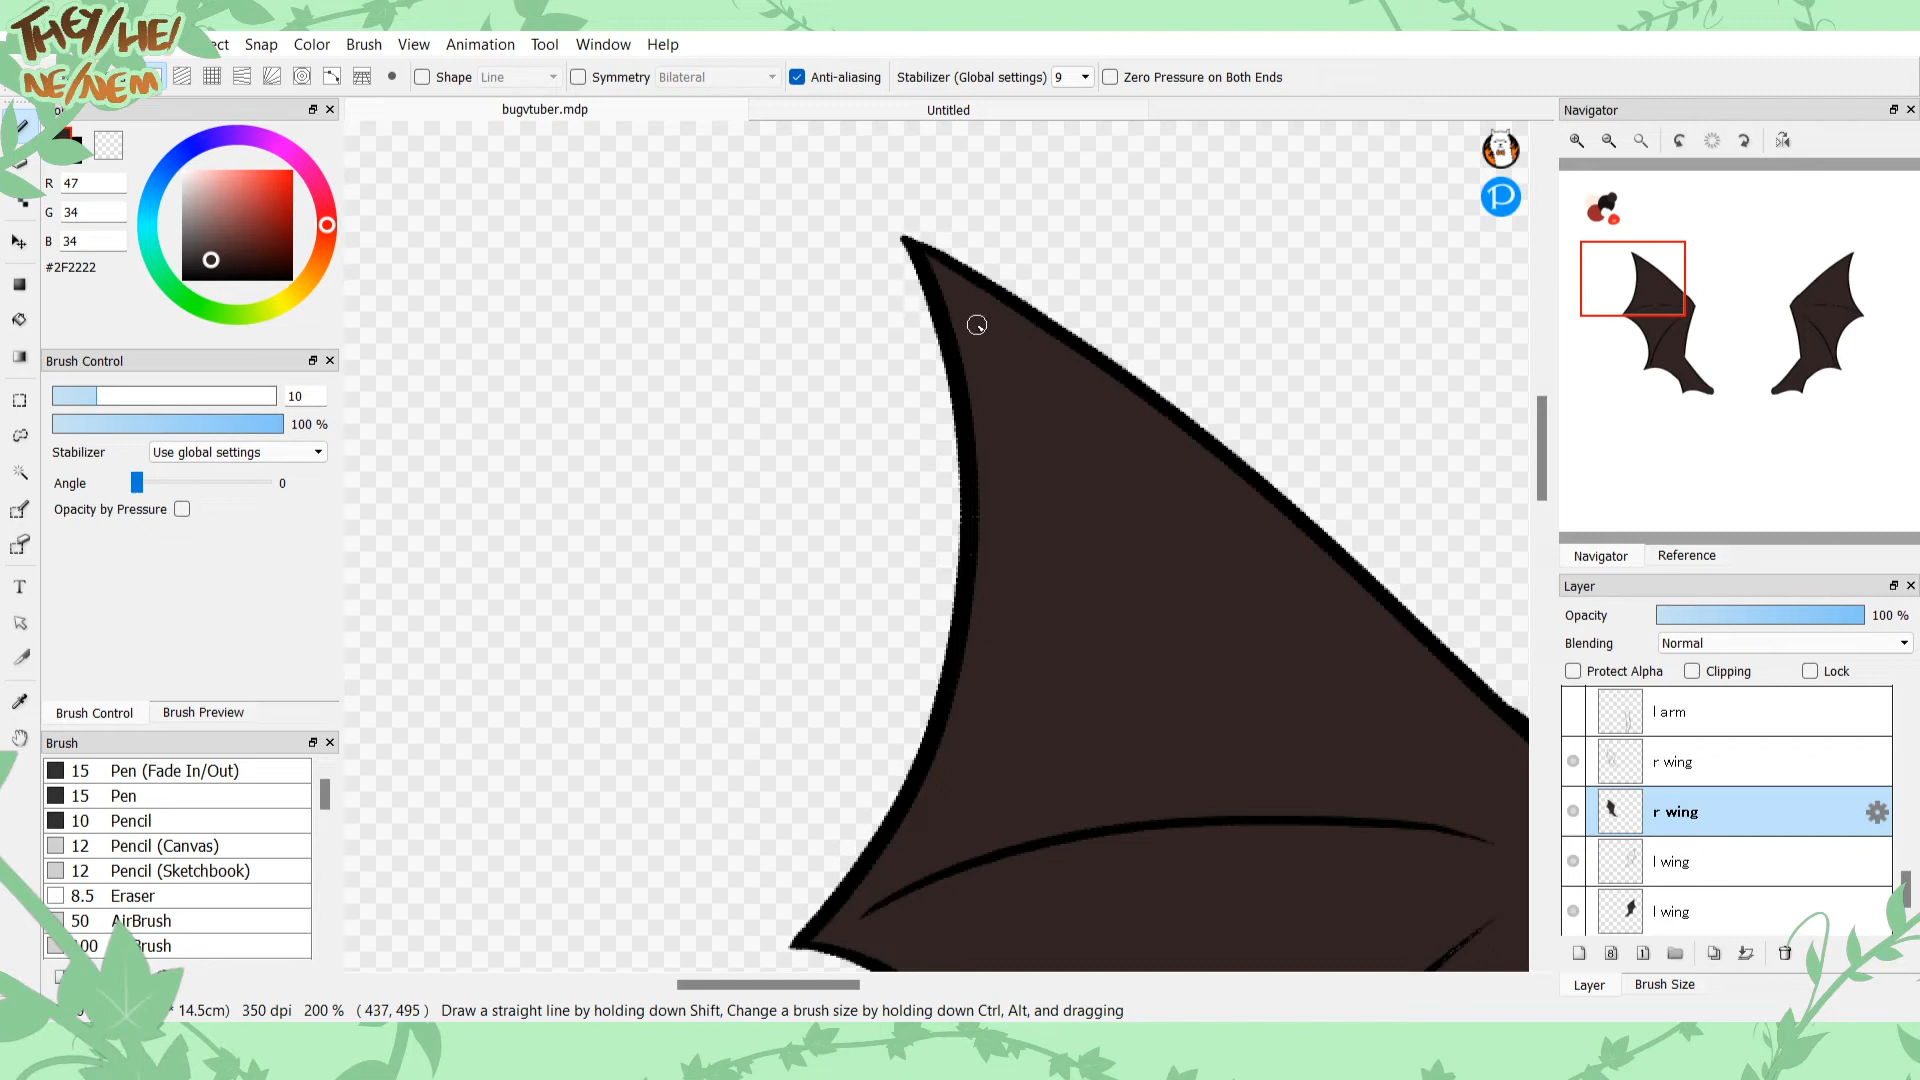 THEY/HE/
NE/NEM
ect Snap Color Brush View Animation Tool Window Help
Shape Line Symmetry Bilateral Anti-aliasing Stabilizer (Global settings) 9 Zero Pressure on Both Ends
bugvtuber.mdp Untitled
R 47
G 34
B 34
#2F2222
Brush Control
10
100 %
Stabilizer Use global settings
Angle 0
Opacity by Pressure
Brush Control Brush Preview
Brush
15 Pen (Fade In/Out)
15 Pen
10 Pencil
12 Pencil (Canvas)
12 Pencil (Sketchbook)
8.5 Eraser
50 AirBrush
100 Brush
P
Navigator
Navigator Reference
Layer
Opacity 100 %
Blending Normal
Protect Alpha Clipping Lock
l arm
r wing
r wing
l wing
l wing
8 1
Layer Brush Size
* 14.5cm) 350 dpi 200 % ( 437, 495 ) Draw a straight line by holding down Shift, Change a brush size by holding down Ctrl, Alt, and dragging
T